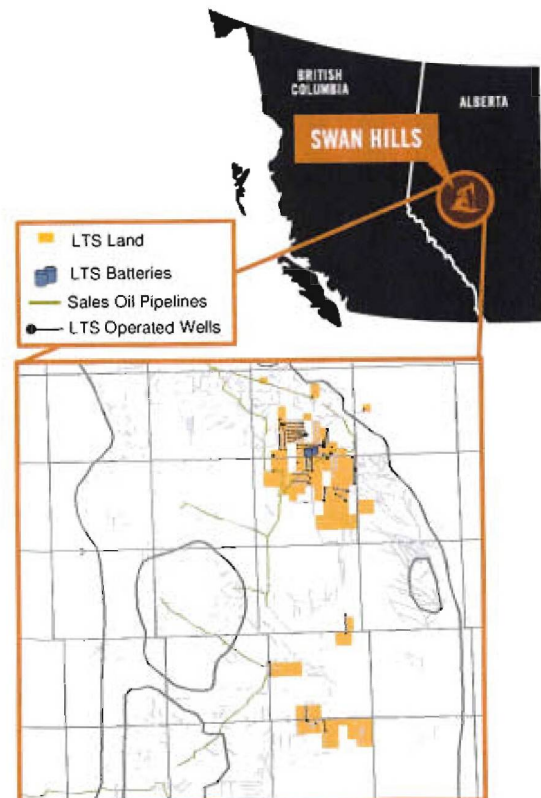 BRITISH
COLUMBIA
ALBERTA
SWAN HILLS
LTS Land
LTS Batteries
Sales Oil Pipelines
LTS Operated Wells